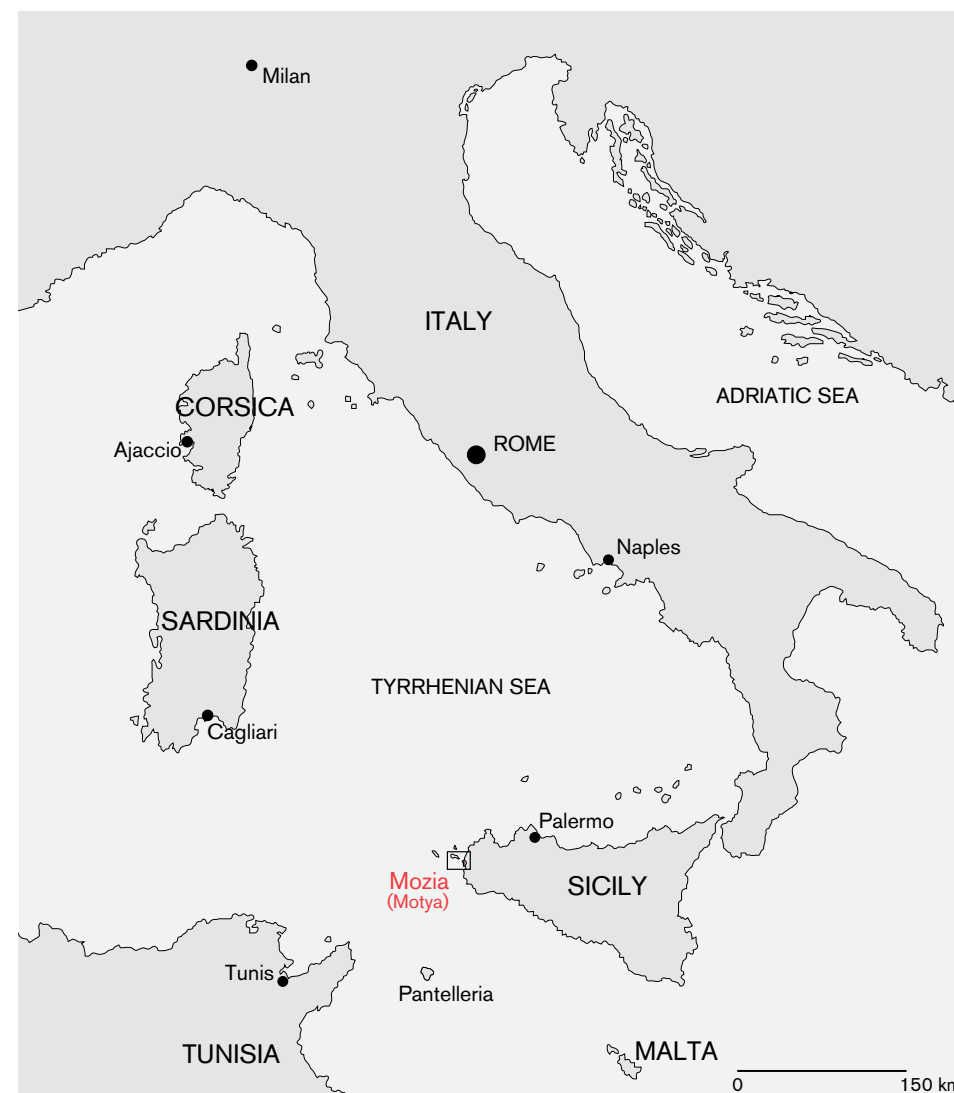 Milan
ITALY
ADRIATIC SEA
CORSICA
Ajaccio
ROME
Naples
SARDINIA
TYRRHENIAN SEA
Cagliari
Palermo
Mozia
(Motya)
SICILY
Tunis
Pantelleria
TUNISIA
MALTA
0 150 km